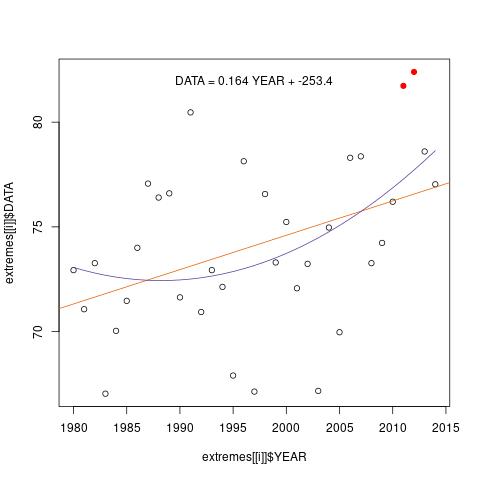 DATA = 0.164 YEAR + -253.4
80
75
70
extremes[[i]]$DATA
1980 1985 1990 1995 2000 2005 2010 2015
extremes[[i]]$YEAR